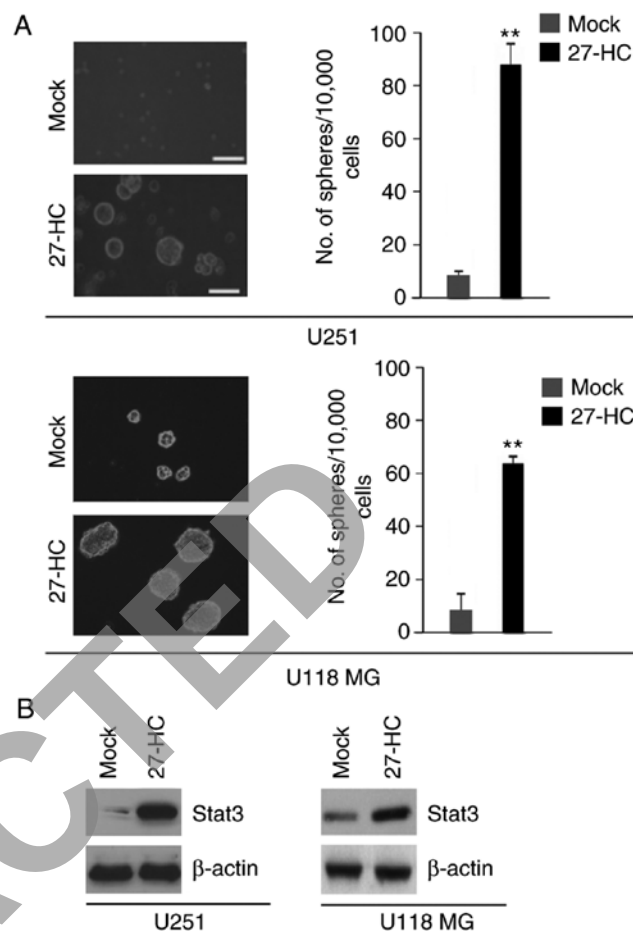 A
Mock
27-HC
No. of spheres/10,000
cells
100
80
60
40
20
0
**
Mock
27-HC
U251
Mock
27-HC
No. of spheres/10,000
cells
100
80
60
40
20
0
**
Mock
27-HC
U118 MG
B
Mock
27-HC
Stat3
β-actin
U251
Mock
27-HC
Stat3
β-actin
U118 MG
CTED